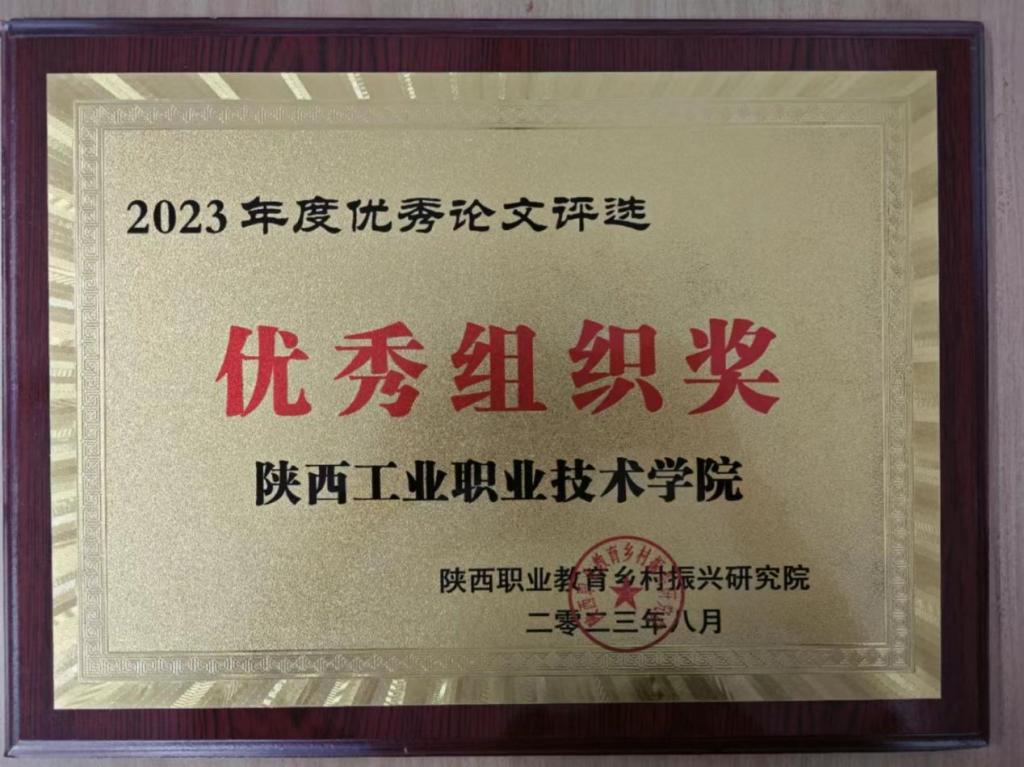 2023年度优秀论文评选
优秀组织奖
陕西工业职业技术学院
陕西职业教育乡村振兴研究院
二零二三年八月